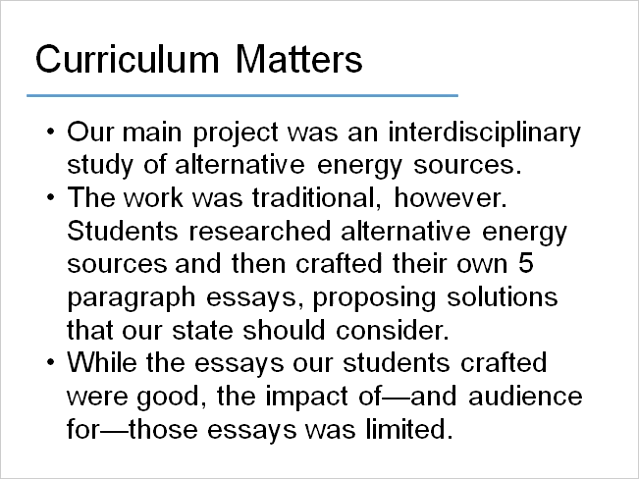 Curriculum Matters
• Our main project was an interdisciplinary
study of alternative energy sources.
• The work was traditional, however.
Students researched alternative energy
sources and then crafted their own 5
paragraph essays, proposing solutions
that our state should consider.
• While the essays our students crafted
were good, the impact of—and audience
for—those essays was limited.